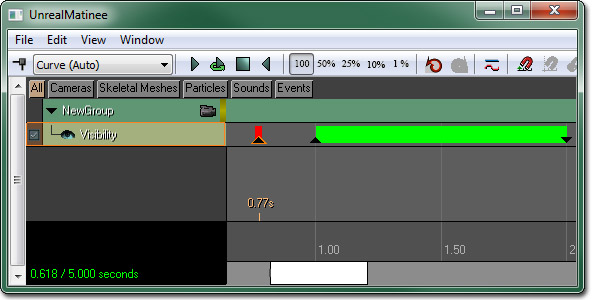 UnrealMatinee
File Edit View Window
Curve (Auto) 100 50% 25% 10% 1 %
All Cameras Skeletal Meshes Particles Sounds Events
NewGroup
Visibility
0.77s
1.00 1.50 2
0.618 / 5.000 seconds